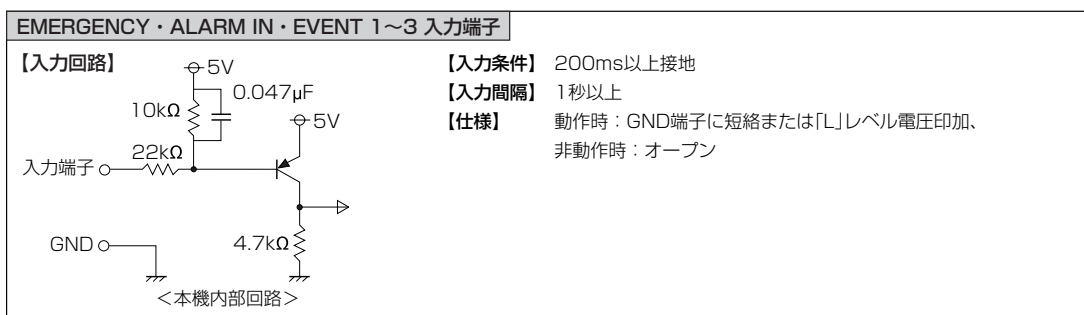 EMERGENCY・ALARM IN・EVENT 1～3 入力端子
【入力回路】
5V
0.047μF
10kΩ
5V
22kΩ
入力端子
GND
4.7kΩ
＜本機内部回路＞
【入力条件】 200ms以上接地
【入力間隔】 1秒以上
【仕様】 動作時：GND端子に短絡または「L」レベル電圧印加、
非動作時：オープン